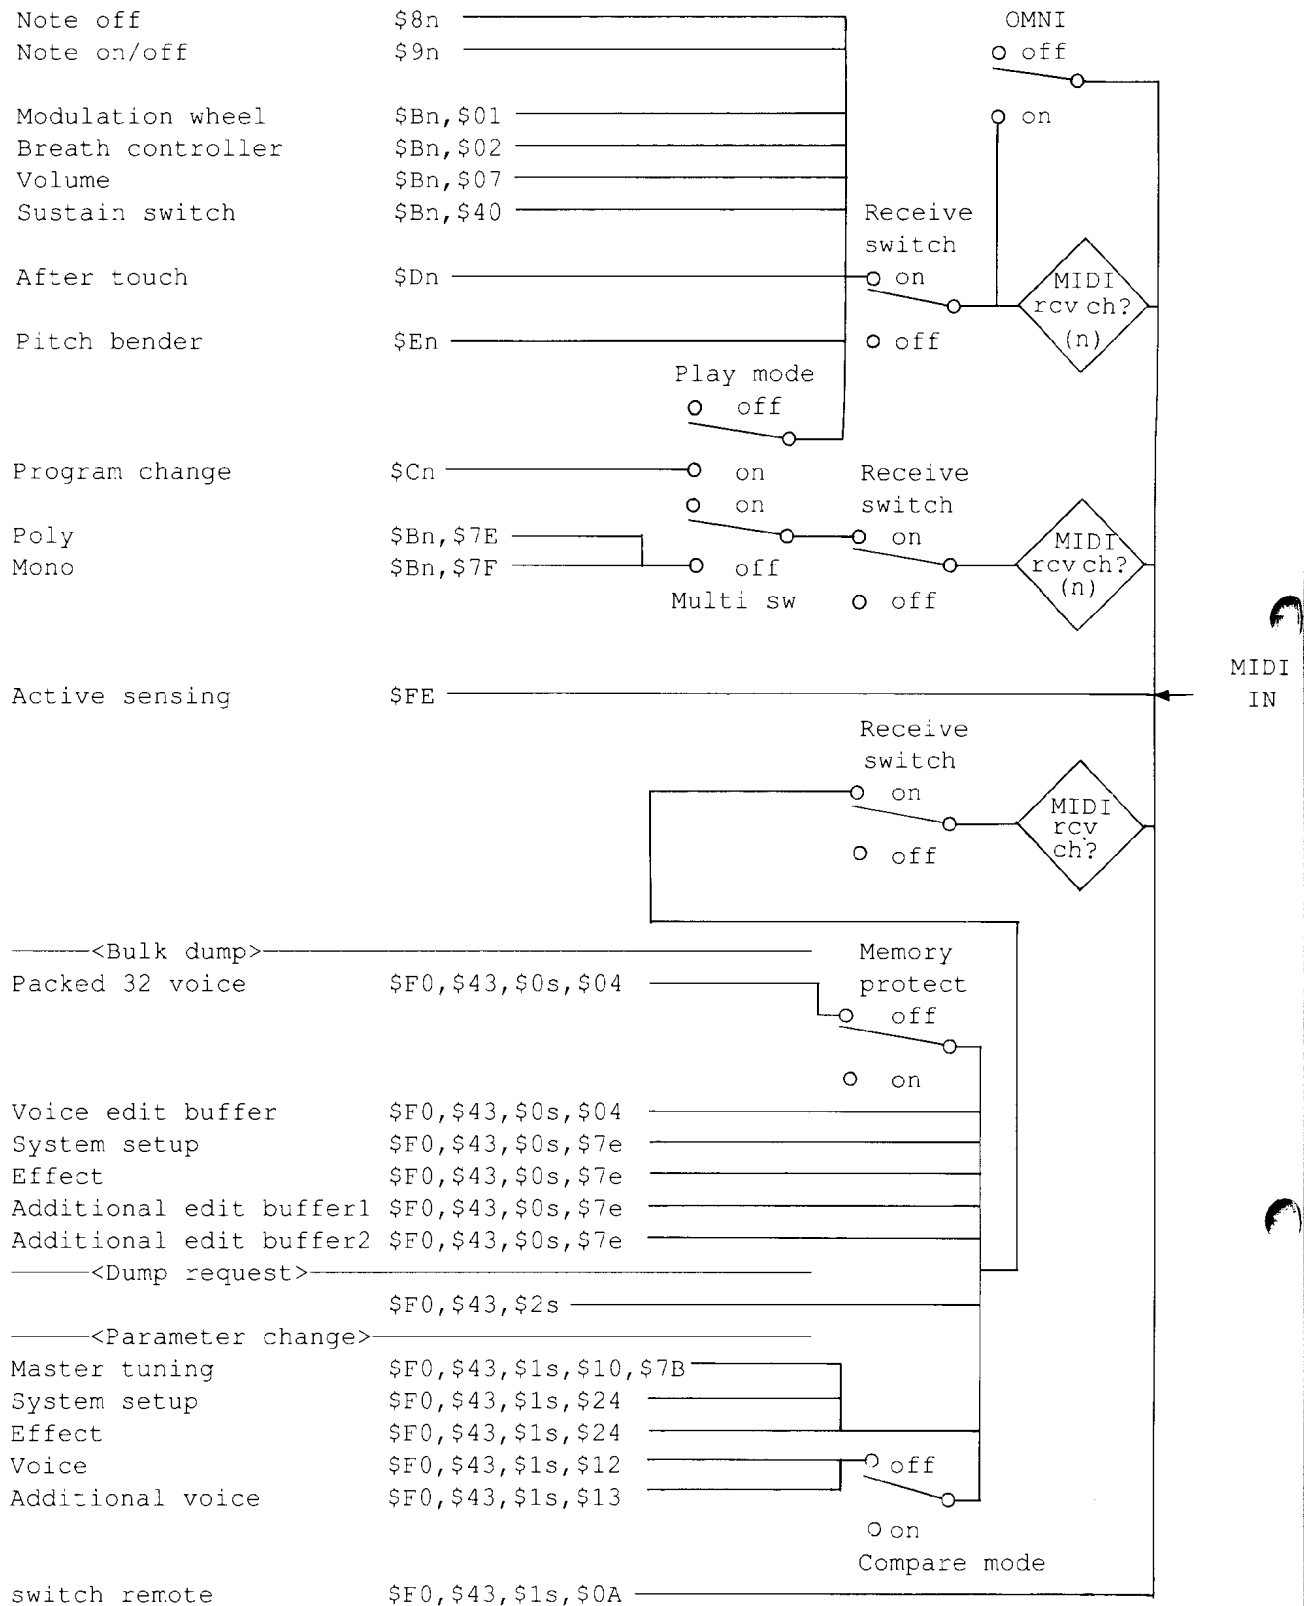 Note off $8n OMNI
Note on/off $9n off
Modulation wheel $Bn,$01 on
Breath controller $Bn,$02
Volume $Bn,$07
Sustain switch $Bn,$40 Receive
switch
After touch $Dn on MIDI
rcv ch?
Pitch bender $En off (n)
Play mode
off
Program change $Cn on Receive
on switch
Poly $Bn,$7E on MIDI
Mono $Bn,$7F off rcv ch?
(n)
Multi sw off
MIDI
Active sensing $FE IN
Receive
switch
on MIDI
rcv
off ch?
<Bulk dump> Memory
Packed 32 voice $F0,$43,$0s,$04 protect
off
on
Voice edit buffer $F0,$43,$0s,$04
System setup $F0,$43,$0s,$7e
Effect $F0,$43,$0s,$7e
Additional edit buffer1 $F0,$43,$0s,$7e
Additional edit buffer2 $F0,$43,$0s,$7e
<Dump request>
$F0,$43,$2s
<Parameter change>
Master tuning $F0,$43,$1s,$10,$7B
System setup $F0,$43,$1s,$24
Effect $F0,$43,$1s,$24
Voice $F0,$43,$1s,$12 off
Additional voice $F0,$43,$1s,$13
on
Compare mode
switch remote $F0,$43,$1s,$0A